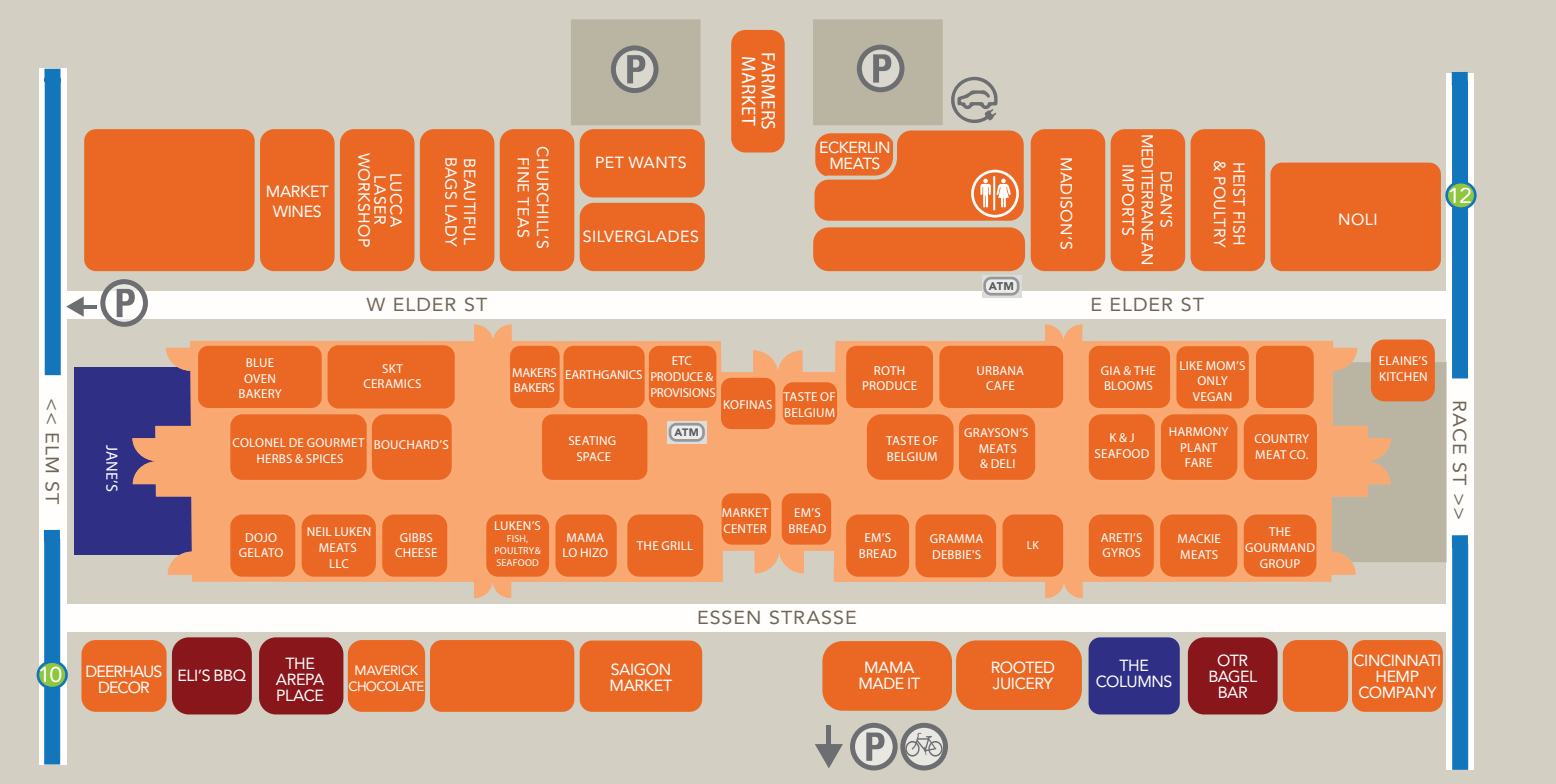 P
FARMERS
MARKET
P
MARKET
WINES
LUCCA
LASER
WORKSHOP
BEAUTIFUL
BAGS LADY
CHURCHILL'S
FINE TEAS
PET WANTS
SILVERGLADES
ECKERLIN
MEATS
MADISON'S
DEAN'S
MEDITERRANEAN
IMPORTS
HEIST FISH
& POULTRY
NOLI
12
P
W ELDER ST
ATM
E ELDER ST
BLUE
OVEN
BAKERY
SKT
CERAMICS
MAKERS
BAKERS
EARTHGANICS
ETC
PRODUCE &
PROVISIONS
KOFINAS
TASTE OF
BELGIUM
ROTH
PRODUCE
URBANA
CAFE
GIA & THE
BLOOMS
LIKE MOM'S
ONLY
VEGAN
ELAINE'S
KITCHEN
<< ELM ST
JANE'S
COLONEL DE GOURMET
HERBS & SPICES
BOUCHARD'S
SEATING
SPACE
ATM
TASTE OF
BELGIUM
GRAYSON'S
MEATS
& DELI
K & J
SEAFOOD
HARMONY
PLANT
FARE
COUNTRY
MEAT CO.
RACE ST >>
DOJO
GELATO
NEIL LUKEN
MEATS
LLC
GIBBS
CHEESE
LUKEN'S
FISH,
POULTRY&
SEAFOOD
MAMA
LO HIZO
THE GRILL
MARKET
CENTER
EM'S
BREAD
EM'S
BREAD
GRAMMA
DEBBIE'S
LK
ARETI'S
GYROS
MACKIE
MEATS
THE
GOURMAND
GROUP
ESSEN STRASSE
10
DEERHAUS
DECOR
ELI'S BBQ
THE
AREPA
PLACE
MAVERICK
CHOCOLATE
SAIGON
MARKET
MAMA
MADE IT
ROOTED
JUICERY
THE
COLUMNS
OTR
BAGEL
BAR
CINCINNATI
HEMP
COMPANY
P